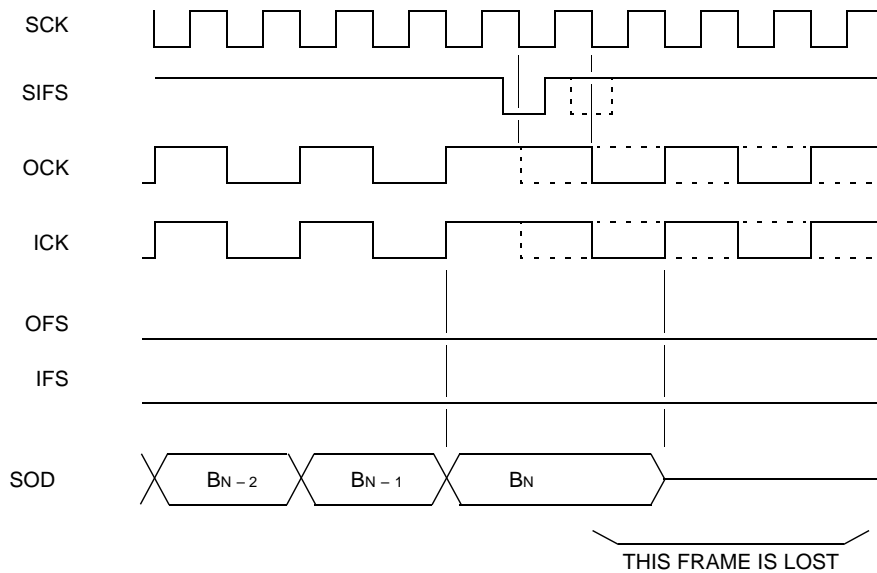 SCK
SIFS
OCK
ICK
OFS
IFS
SOD
BN – 2
BN – 1
BN
THIS FRAME IS LOST